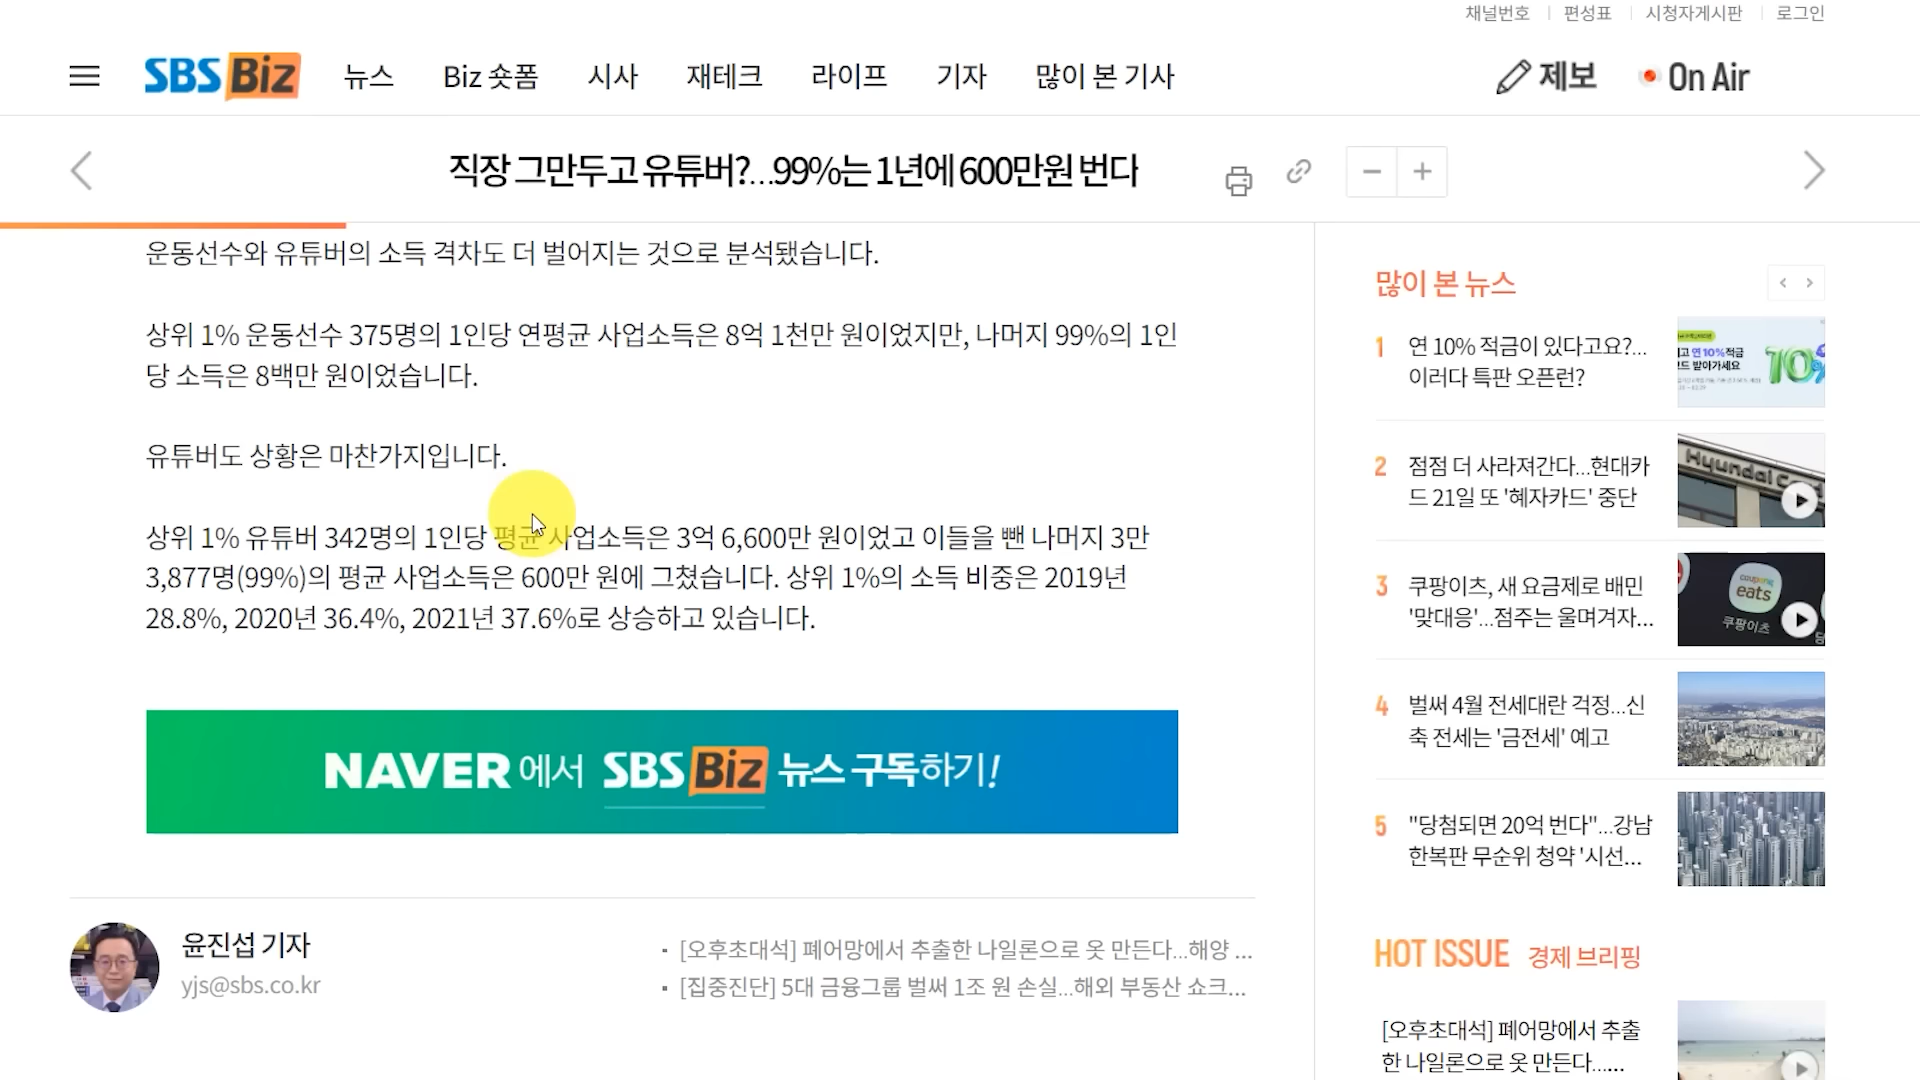 채널번호 편성표 시청자게시판 로그인
SBS Biz 뉴스 Biz 숏폼 시사 재테크 라이프 기자 많이 본 기사 제보 On Air
직장 그만두고 유튜버?…99%는 1년에 600만원 번다
운동선수와 유튜버의 소득 격차도 더 벌어지는 것으로 분석됐습니다.
상위 1% 운동선수 375명의 1인당 연평균 사업소득은 8억 1천만 원이었지만, 나머지 99%의 1인
당 소득은 8백만 원이었습니다.
유튜버도 상황은 마찬가지입니다.
상위 1% 유튜버 342명의 1인당 평균 사업소득은 3억 6,600만 원이었고 이들을 뺀 나머지 3만
3,877명(99%)의 평균 사업소득은 600만 원에 그쳤습니다. 상위 1%의 소득 비중은 2019년
28.8%, 2020년 36.4%, 2021년 37.6%로 상승하고 있습니다.
NAVER에서 SBS Biz 뉴스 구독하기!
윤진섭 기자
yjs@sbs.co.kr
[오후초대석] 폐어망에서 추출한 나일론으로 옷 만든다…해양 ...
[집중진단] 5대 금융그룹 벌써 1조 원 손실…해외 부동산 쇼크...
많이 본 뉴스
1 연 10% 적금이 있다고요?…
이러다 특판 오픈런?
연10%적금
받아가세요
10%
2 점점 더 사라져간다…현대카
드 21일 또 '혜자카드' 중단
Hyundai Card
3 쿠팡이츠, 새 요금제로 배민
'맞대응'…점주는 울며겨자...
coupang
eats
쿠팡이츠
4 벌써 4월 전세대란 걱정…신
축 전세는 '금전세' 예고
5 "당첨되면 20억 번다"…강남
한복판 무순위 청약 '시선...
HOT ISSUE 경제 브리핑
[오후초대석] 폐어망에서 추출
한 나일론으로 옷 만든다…...